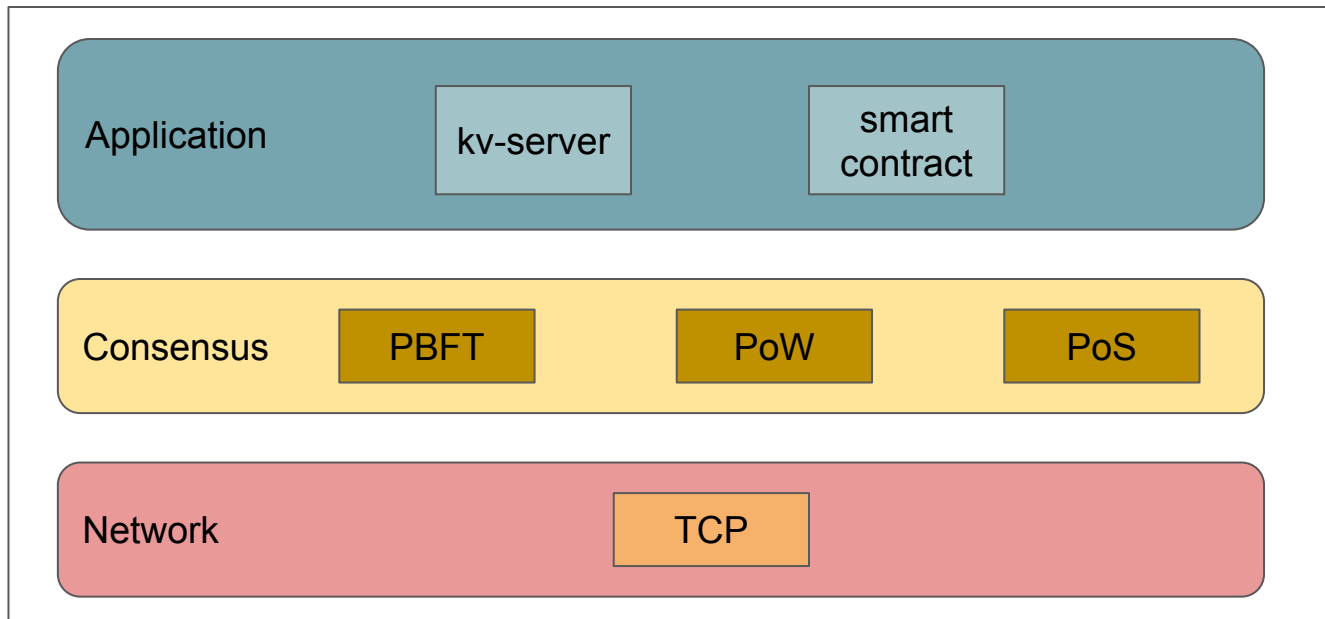 Application
kv-server
smart
contract
Consensus
PBFT
PoW
PoS
Network
TCP